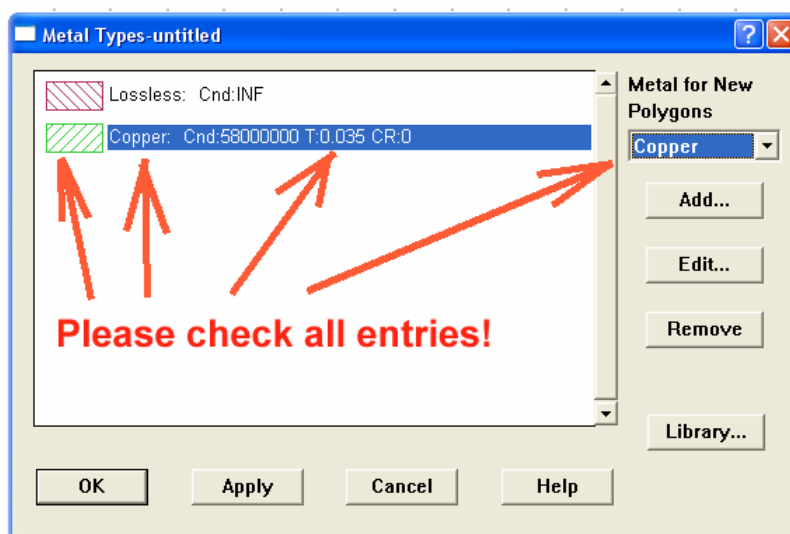 Metal Types-untitled
Lossless: Cnd:INF
Copper: Cnd:58000000 T:0.035 CR:0
Please check all entries!
Metal for New
Polygons
Copper
Add...
Edit...
Remove
Library...
OK
Apply
Cancel
Help